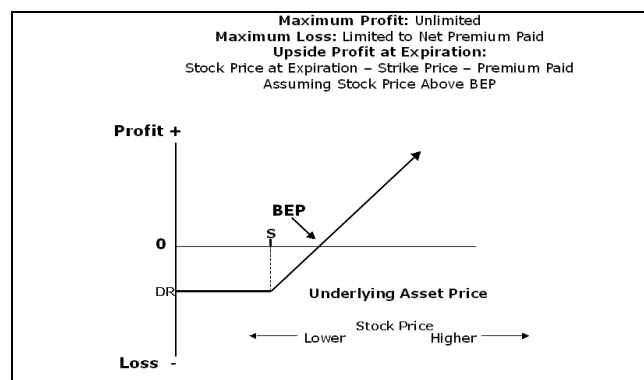 Maximum Profit: Unlimited
Maximum Loss: Limited to Net Premium Paid
Upside Profit at Expiration:
Stock Price at Expiration – Strike Price – Premium Paid
Assuming Stock Price Above BEP
Profit +
BEP
S
0
DR
Underlying Asset Price
Stock Price
Lower Higher
Loss -